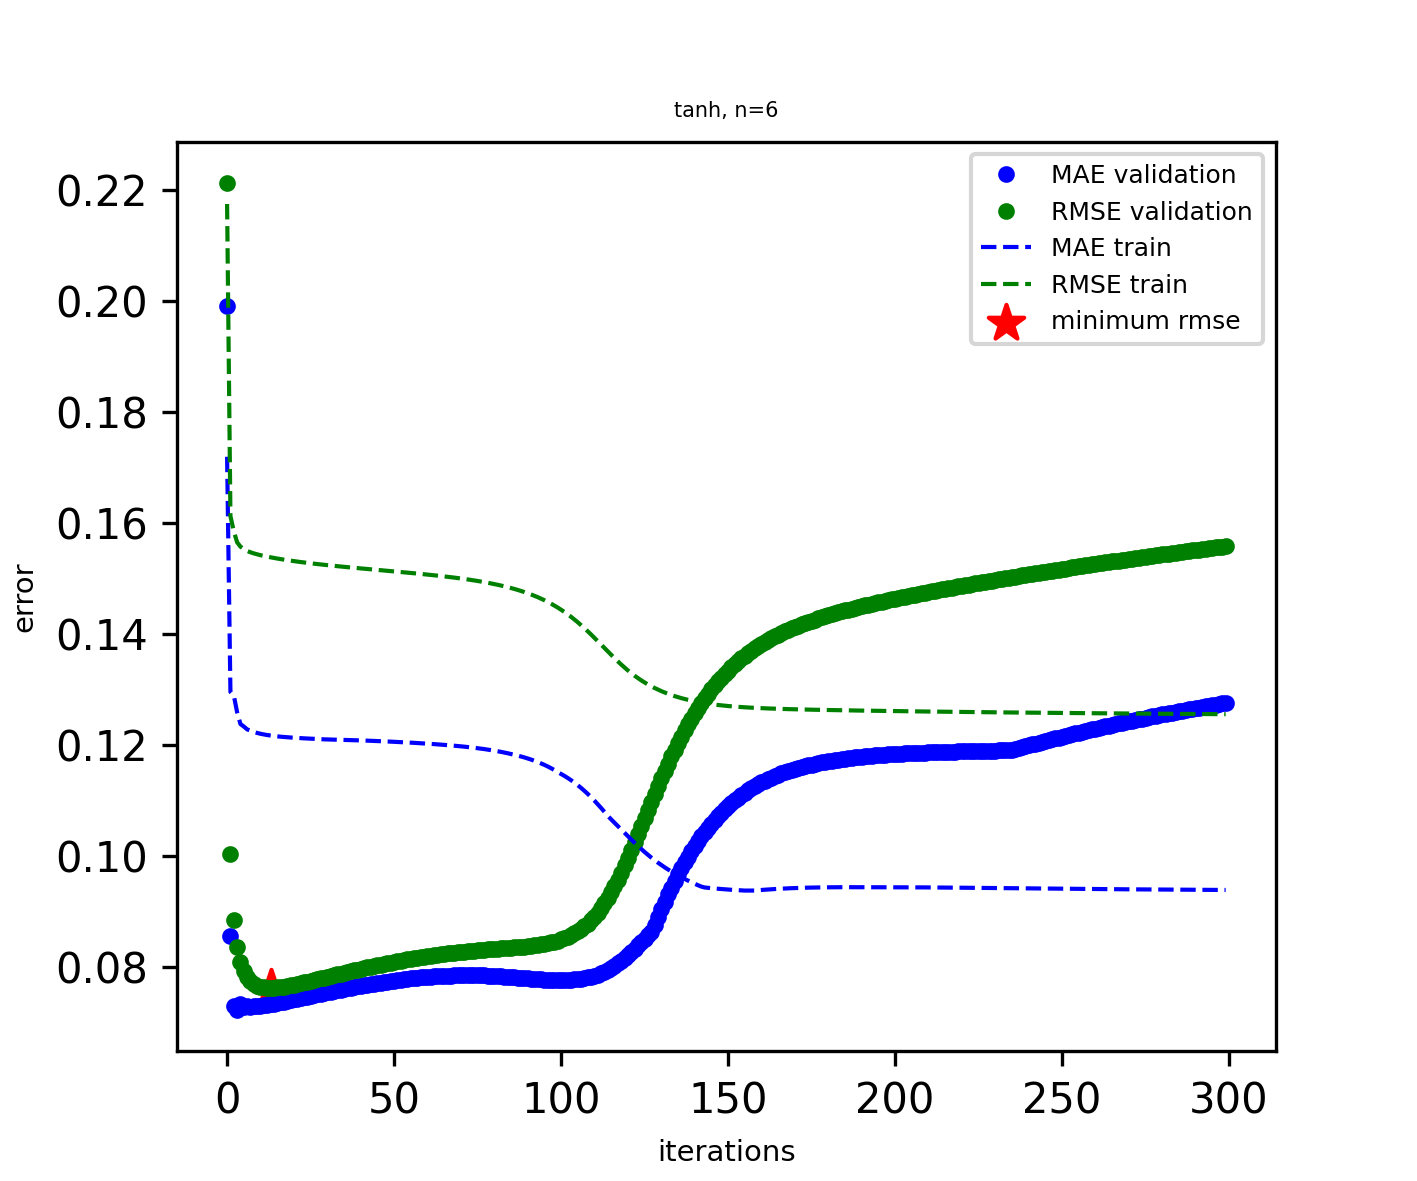 tanh, n=6
MAE validation
RMSE validation
MAE train
RMSE train
minimum rmse
error
0.22
0.20
0.18
0.16
0.14
0.12
0.10
0.08
0 50 100 150 200 250 300
iterations